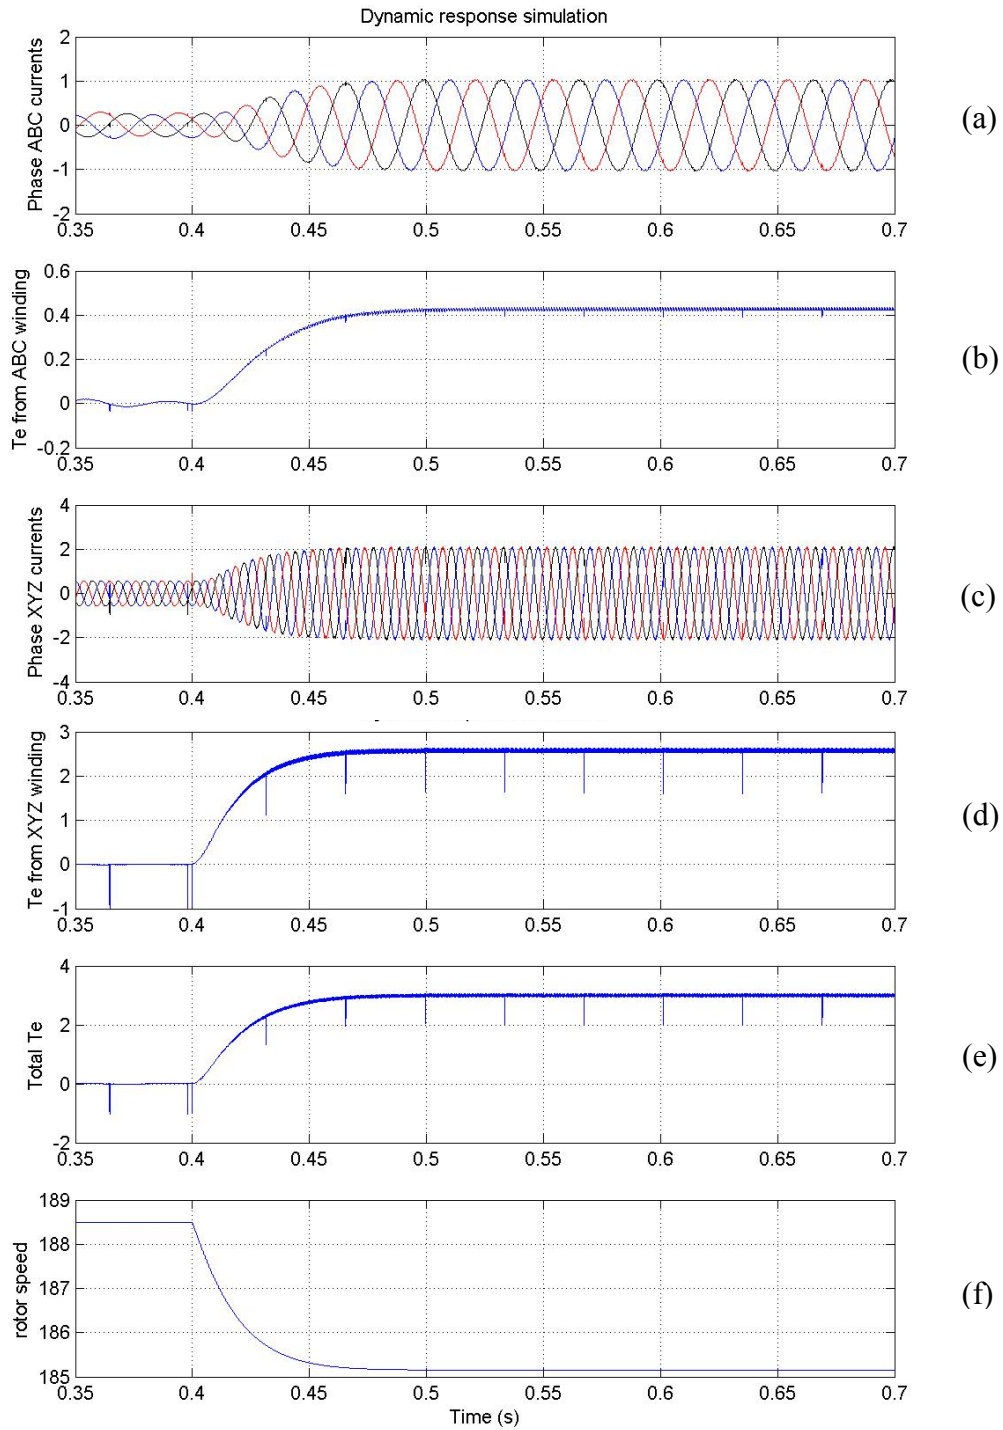 Dynamic response simulation
Phase ABC currents
2
1
0
-1
-2
0.35 0.4 0.45 0.5 0.55 0.6 0.65 0.7
(a)
Te from ABC winding
0.6
0.4
0.2
0
-0.2
0.35 0.4 0.45 0.5 0.55 0.6 0.65 0.7
(b)
Phase XYZ currents
4
2
0
-2
-4
0.35 0.4 0.45 0.5 0.55 0.6 0.65 0.7
(c)
Te from XYZ winding
3
2
1
0
-1
0.35 0.4 0.45 0.5 0.55 0.6 0.65 0.7
(d)
Total Te
4
2
0
-2
0.35 0.4 0.45 0.5 0.55 0.6 0.65 0.7
(e)
rotor speed
189
188
187
186
185
0.35 0.4 0.45 0.5 0.55 0.6 0.65 0.7
Time (s)
(f)